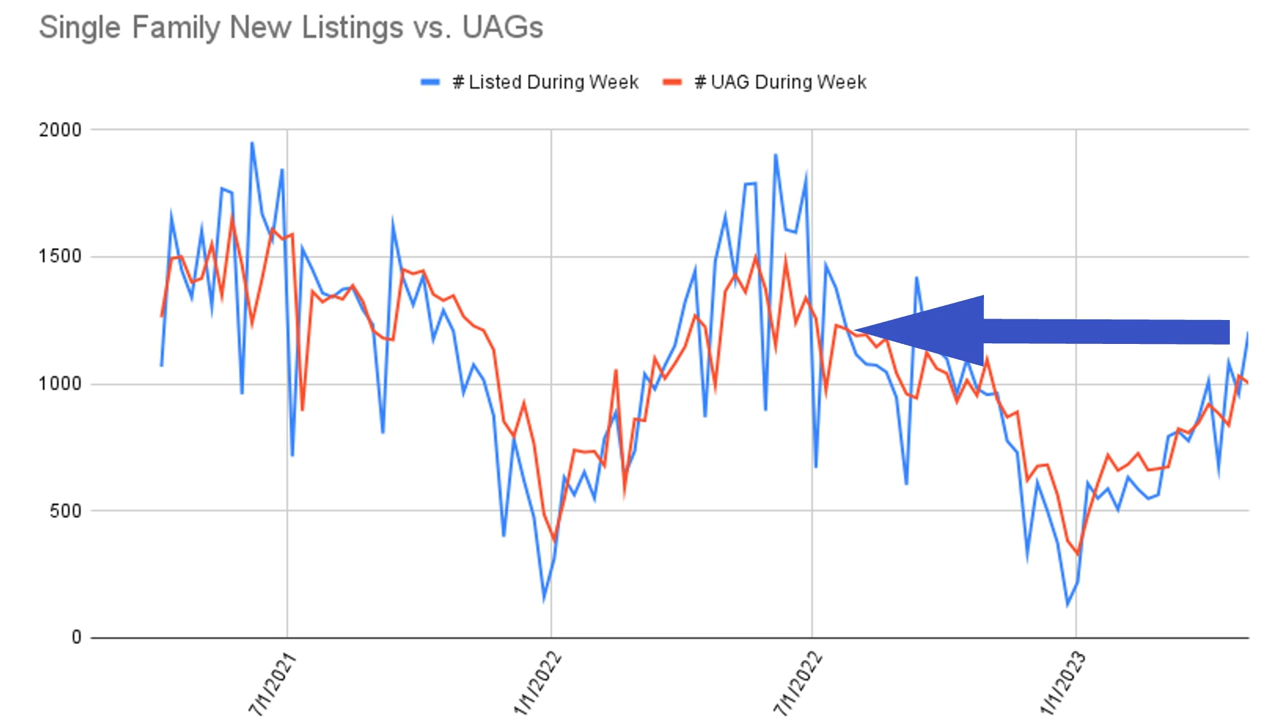 Single Family New Listings vs. UAGs
# Listed During Week # UAG During Week
2000
1500
1000
500
0
7/1/2021 1/1/2022 7/1/2022 1/1/2023